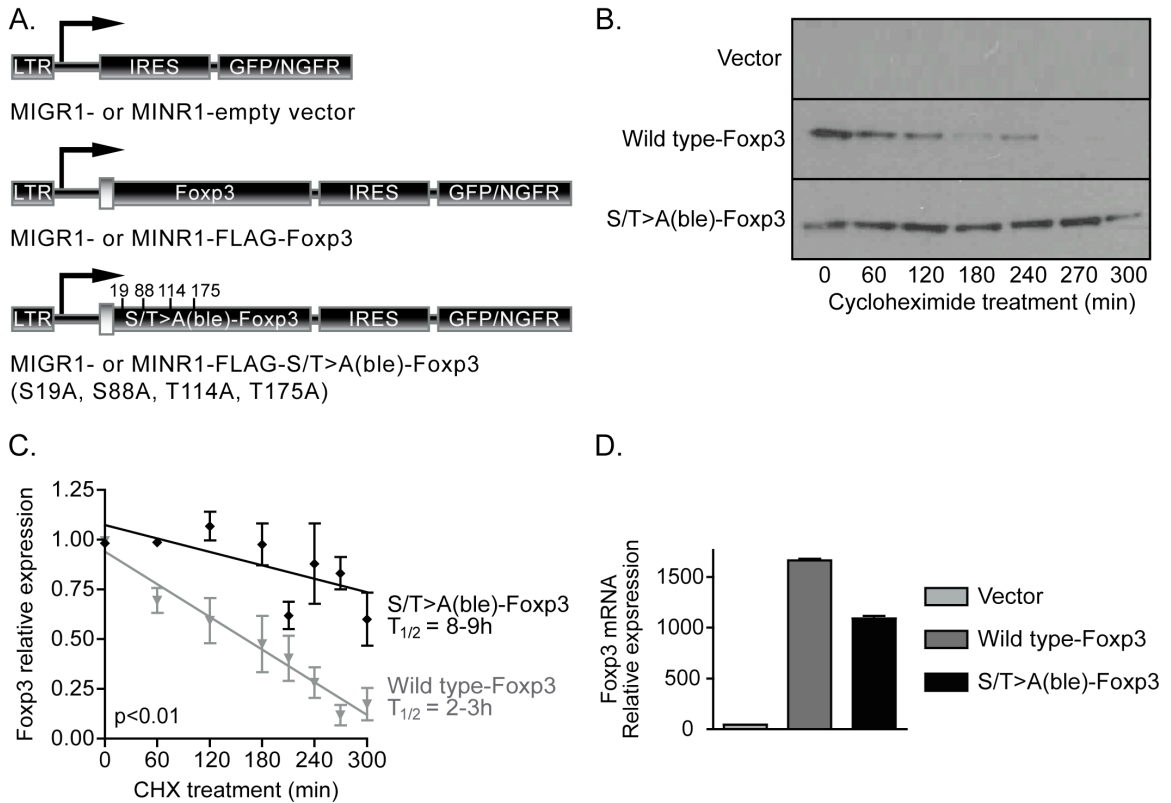 A.
LTR IRES GFP/NGFR
MIGR1- or MINR1-empty vector
LTR Foxp3 IRES GFP/NGFR
MIGR1- or MINR1-FLAG-Foxp3
19 88 114 175
LTR S/T>A(ble)-Foxp3 IRES GFP/NGFR
MIGR1- or MINR1-FLAG-S/T>A(ble)-Foxp3
(S19A, S88A, T114A, T175A)
B.
Vector
Wild type-Foxp3
S/T>A(ble)-Foxp3
0 60 120 180 240 270 300
Cycloheximide treatment (min)
C.
Foxp3 relative expression
1.25
1.00
0.75
0.50
0.25
0.00
S/T>A(ble)-Foxp3
T1/2 = 8-9h
Wild type-Foxp3
T1/2 = 2-3h
p<0.01
0 60 120 180 240 300
CHX treatment (min)
D.
Foxp3 mRNA
Relative expsression
1500
1000
500
0
Vector
Wild type-Foxp3
S/T>A(ble)-Foxp3